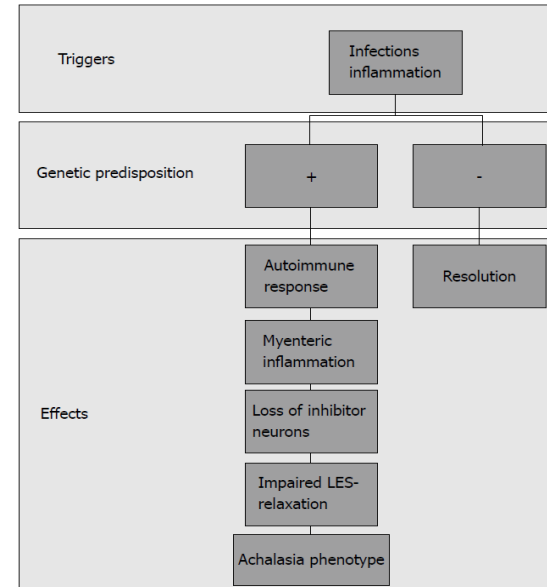 Triggers
Infections
inflammation
Genetic predisposition
+
-
Effects
Autoimmune
response
Resolution
Myenteric
inflammation
Loss of inhibitor
neurons
Impaired LES-
relaxation
Achalasia phenotype